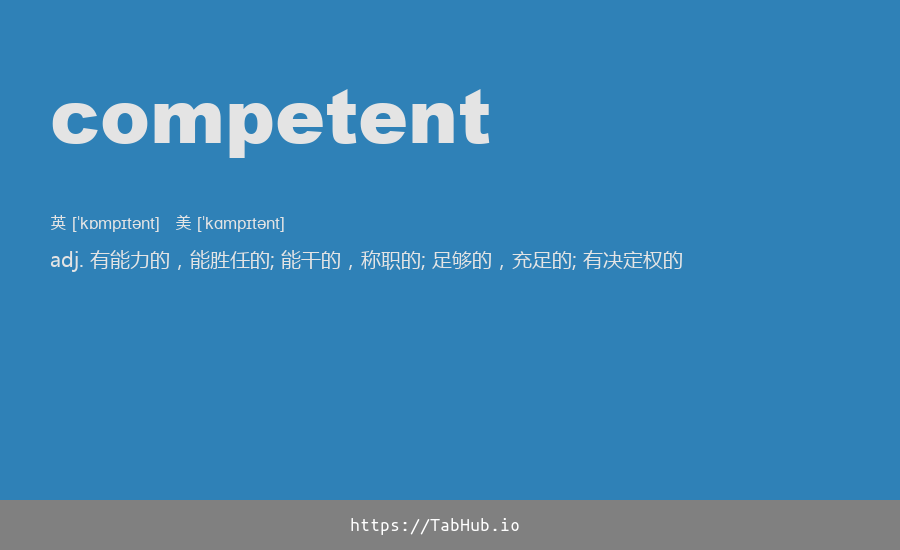 competent
英 [ˈkɒmpɪtənt]   美 [ˈkɑmpɪtənt]
adj. 有能力的，能胜任的; 能干的，称职的; 足够的，充足的; 有决定权的
https://TabHub.io